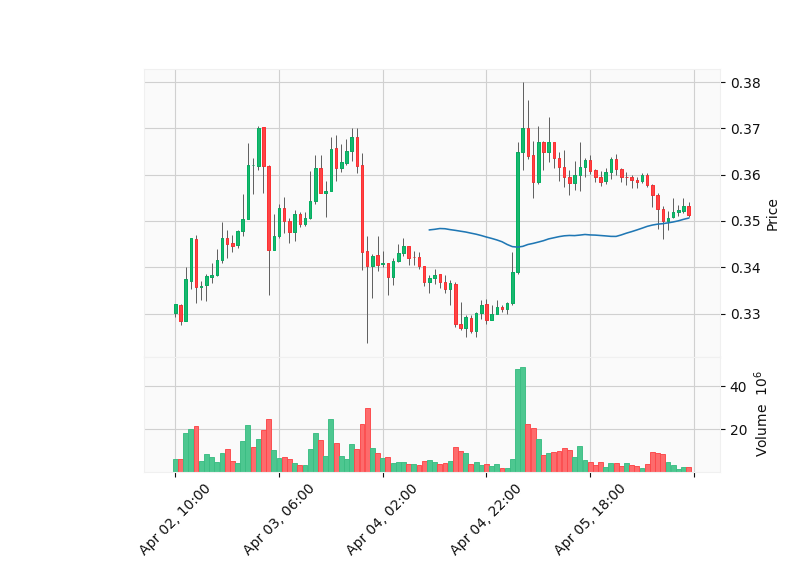 0.38
0.37
0.36
0.35
0.34
0.33
Price
40
20
Volume 10^6
Apr 02, 10:00
Apr 03, 06:00
Apr 04, 02:00
Apr 04, 22:00
Apr 05, 18:00